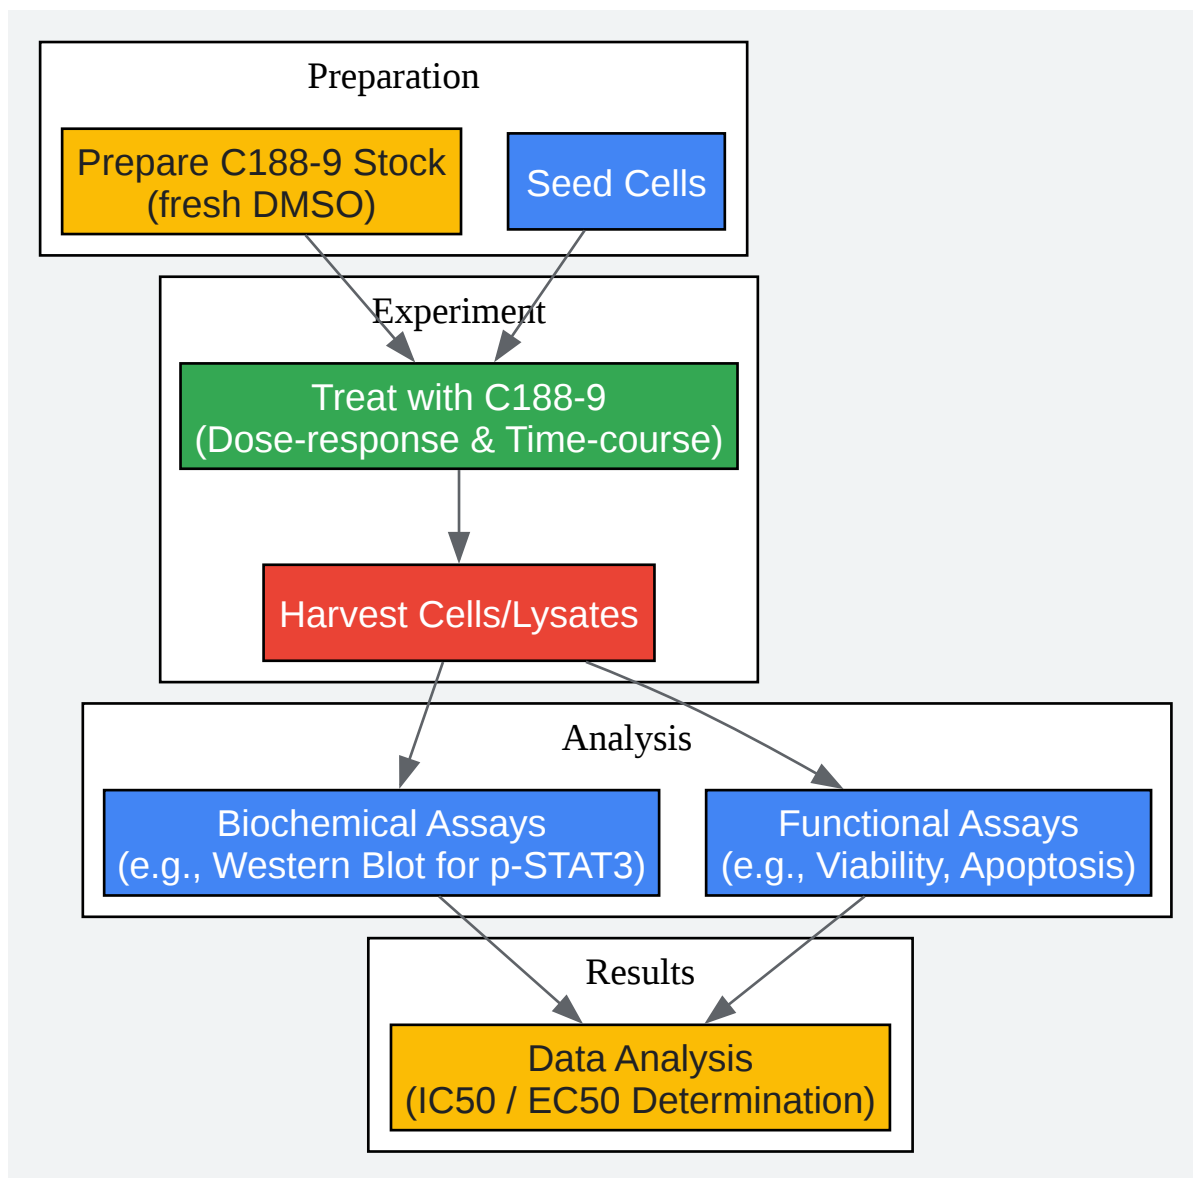 Preparation
Prepare C188-9 Stock
(fresh DMSO)
Seed Cells
Experiment
Treat with C188-9
(Dose-response & Time-course)
Harvest Cells/Lysates
Analysis
Biochemical Assays
(e.g., Western Blot for p-STAT3)
Functional Assays
(e.g., Viability, Apoptosis)
Results
Data Analysis
(IC50 / EC50 Determination)